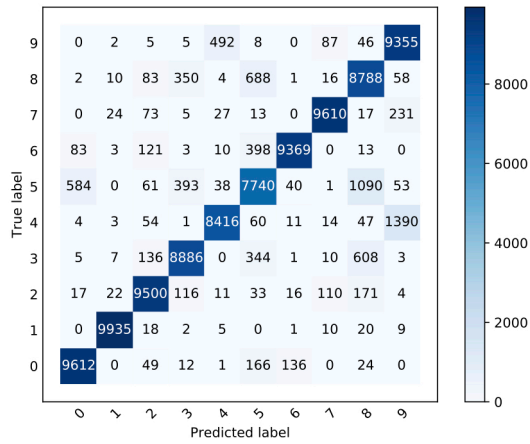 9 0 2 5 5 492 8 0 87 46 9355
8 2 10 83 350 4 688 1 16 8788 58
7 0 24 73 5 27 13 0 9610 17 231
6 83 3 121 3 10 398 9369 0 13 0
5 584 0 61 393 38 7740 40 1 1090 53
4 4 3 54 1 8416 60 11 14 47 1390
3 5 7 136 8886 0 344 1 10 608 3
2 17 22 9500 116 11 33 16 110 171 4
1 0 9935 18 2 5 0 1 10 20 9
0 9612 0 49 12 1 166 136 0 24 0
0 1 2 3 4 5 6 7 8 9
True label
Predicted label
8000
6000
4000
2000
0